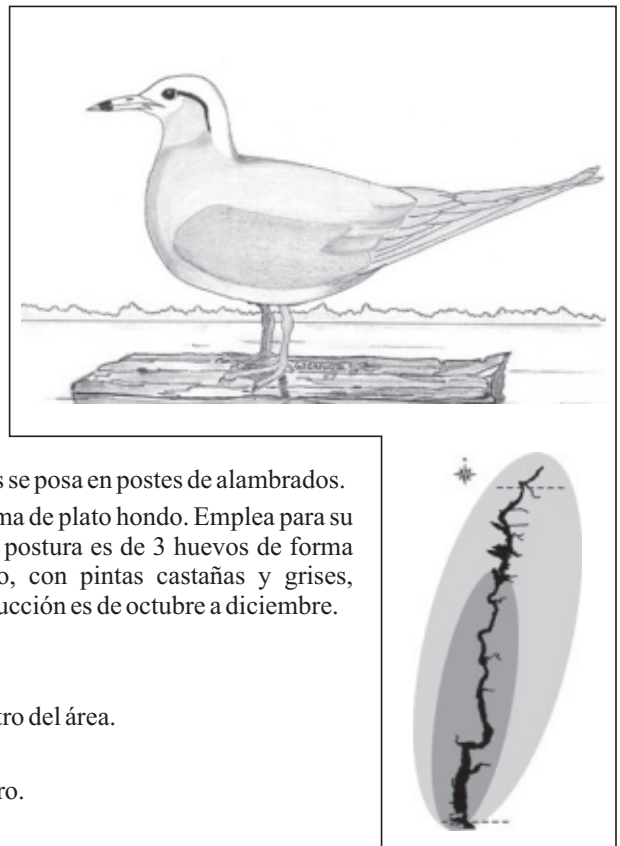 s se posa en postes de alambrados.
ma de plato hondo. Emplea para su
postura es de 3 huevos de forma
o, con pintas castañas y grises,
ucción es de octubre a diciembre.
tro del área.
ro.